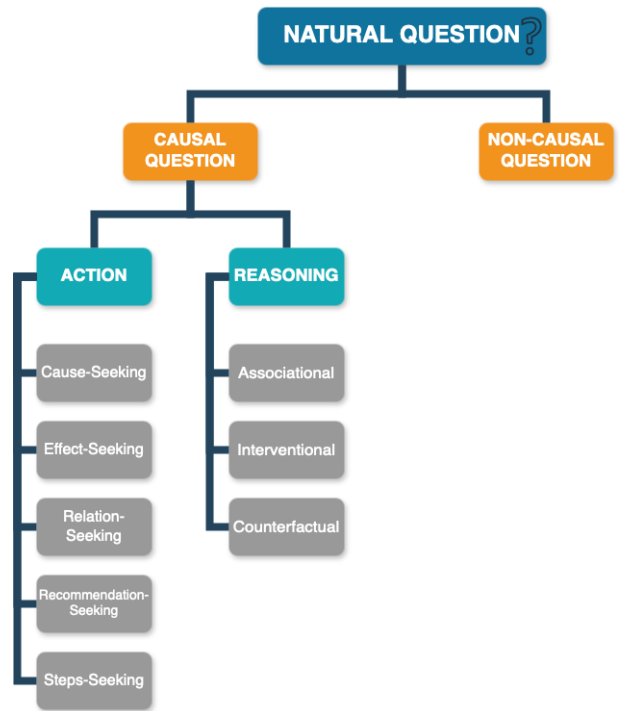 NATURAL QUESTION?
CAUSAL
QUESTION
NON-CAUSAL
QUESTION
ACTION
REASONING
Cause-Seeking
Associational
Effect-Seeking
Interventional
Relation-
Seeking
Counterfactual
Recommendation-
Seeking
Steps-Seeking